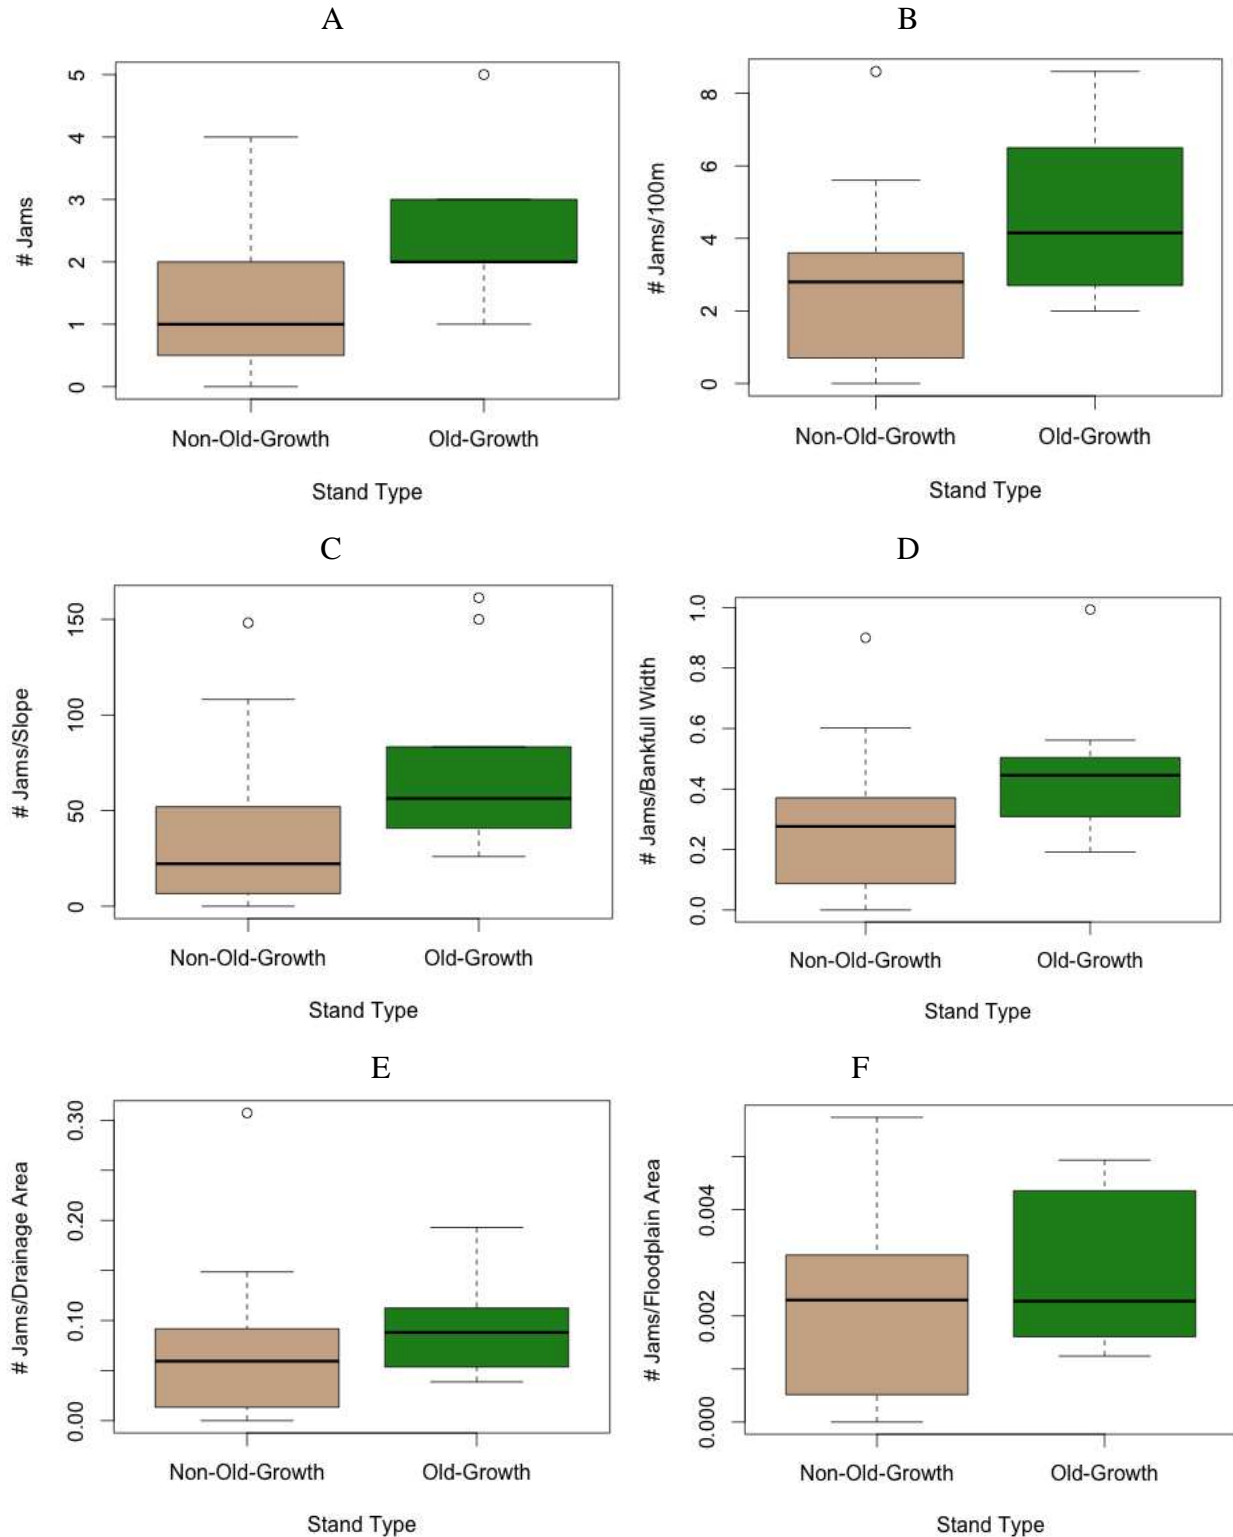 A
# Jams
5
4
3
2
1
0
Non-Old-Growth Old-Growth
Stand Type
B
# Jams/100m
8
6
4
2
0
Non-Old-Growth Old-Growth
Stand Type
C
# Jams/Slope
150
100
50
0
Non-Old-Growth Old-Growth
Stand Type
D
# Jams/Bankfull Width
1.0
0.8
0.6
0.4
0.2
0.0
Non-Old-Growth Old-Growth
Stand Type
E
# Jams/Drainage Area
0.30
0.20
0.10
0.00
Non-Old-Growth Old-Growth
Stand Type
F
# Jams/Floodplain Area
0.004
0.002
0.000
Non-Old-Growth Old-Growth
Stand Type